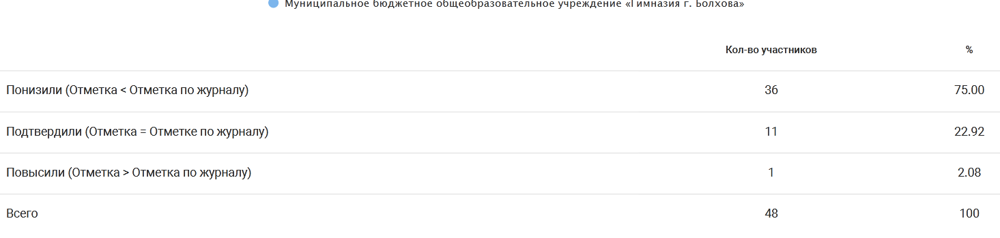 Муниципальное бюджетное общеобразовательное учреждение «Гимназия г. Болхова»
Кол-во участников %
Понизили (Отметка < Отметка по журналу) 36 75.00
Подтвердили (Отметка = Отметке по журналу) 11 22.92
Повысили (Отметка > Отметка по журналу) 1 2.08
Всего 48 100